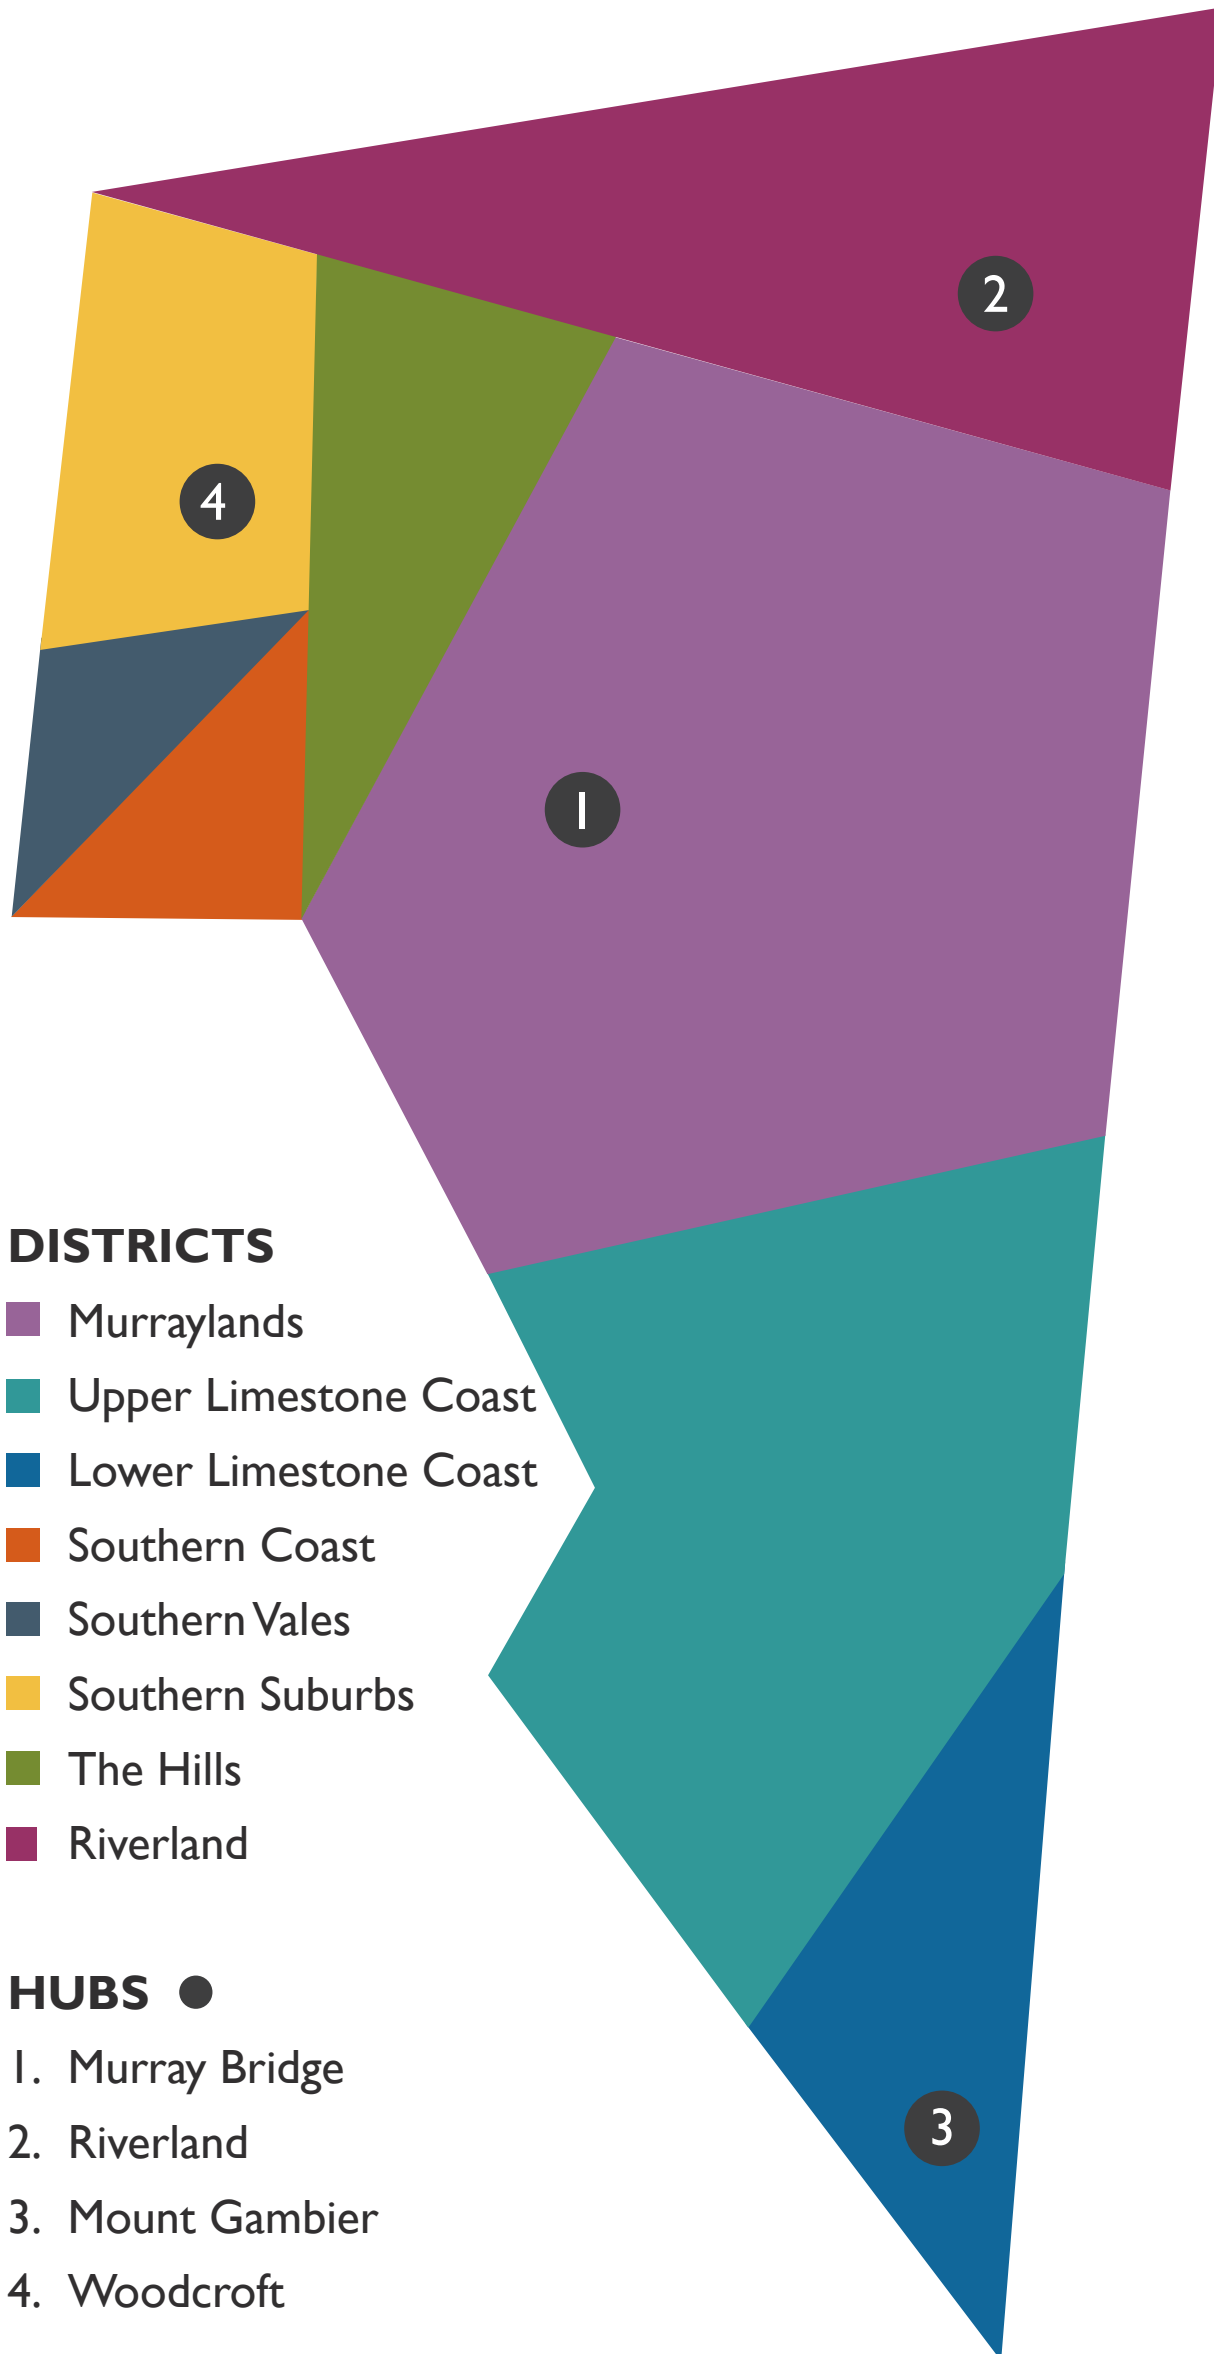 2
4
1
DISTRICTS
Murraylands
Upper Limestone Coast
Lower Limestone Coast
Southern Coast
Southern Vales
Southern Suburbs
The Hills
Riverland
HUBS
1. Murray Bridge
2. Riverland
3. Mount Gambier
4. Woodcroft
3